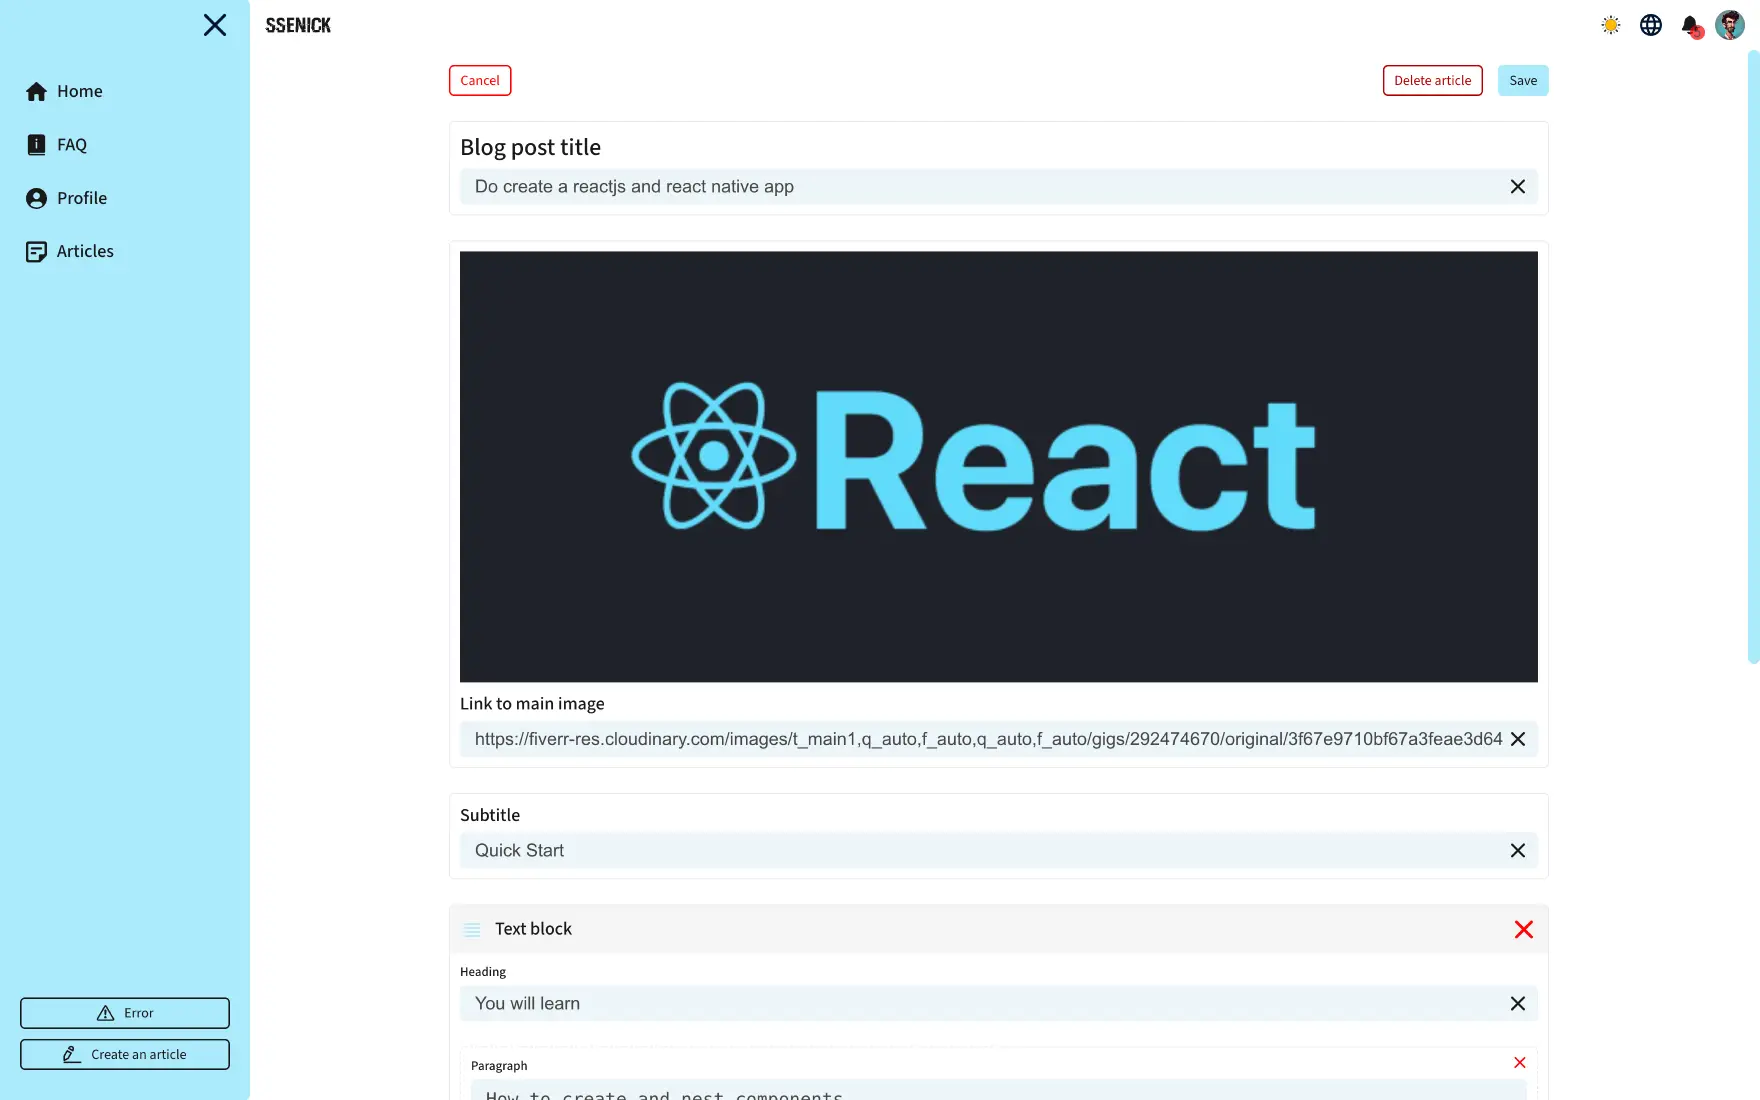 SSENICK
Home
FAQ
Profile
Articles
Error
Create an article
Cancel
Delete article
Save
Blog post title
Do create a reactjs and react native app
React
Link to main image
https://fiverr-res.cloudinary.com/images/t_main1,q_auto,f_auto,q_auto,f_auto/gigs/292474670/original/3f67e9710bf67a3feae3d64
Subtitle
Quick Start
Text block
Heading
You will learn
Paragraph
How to create and nest components